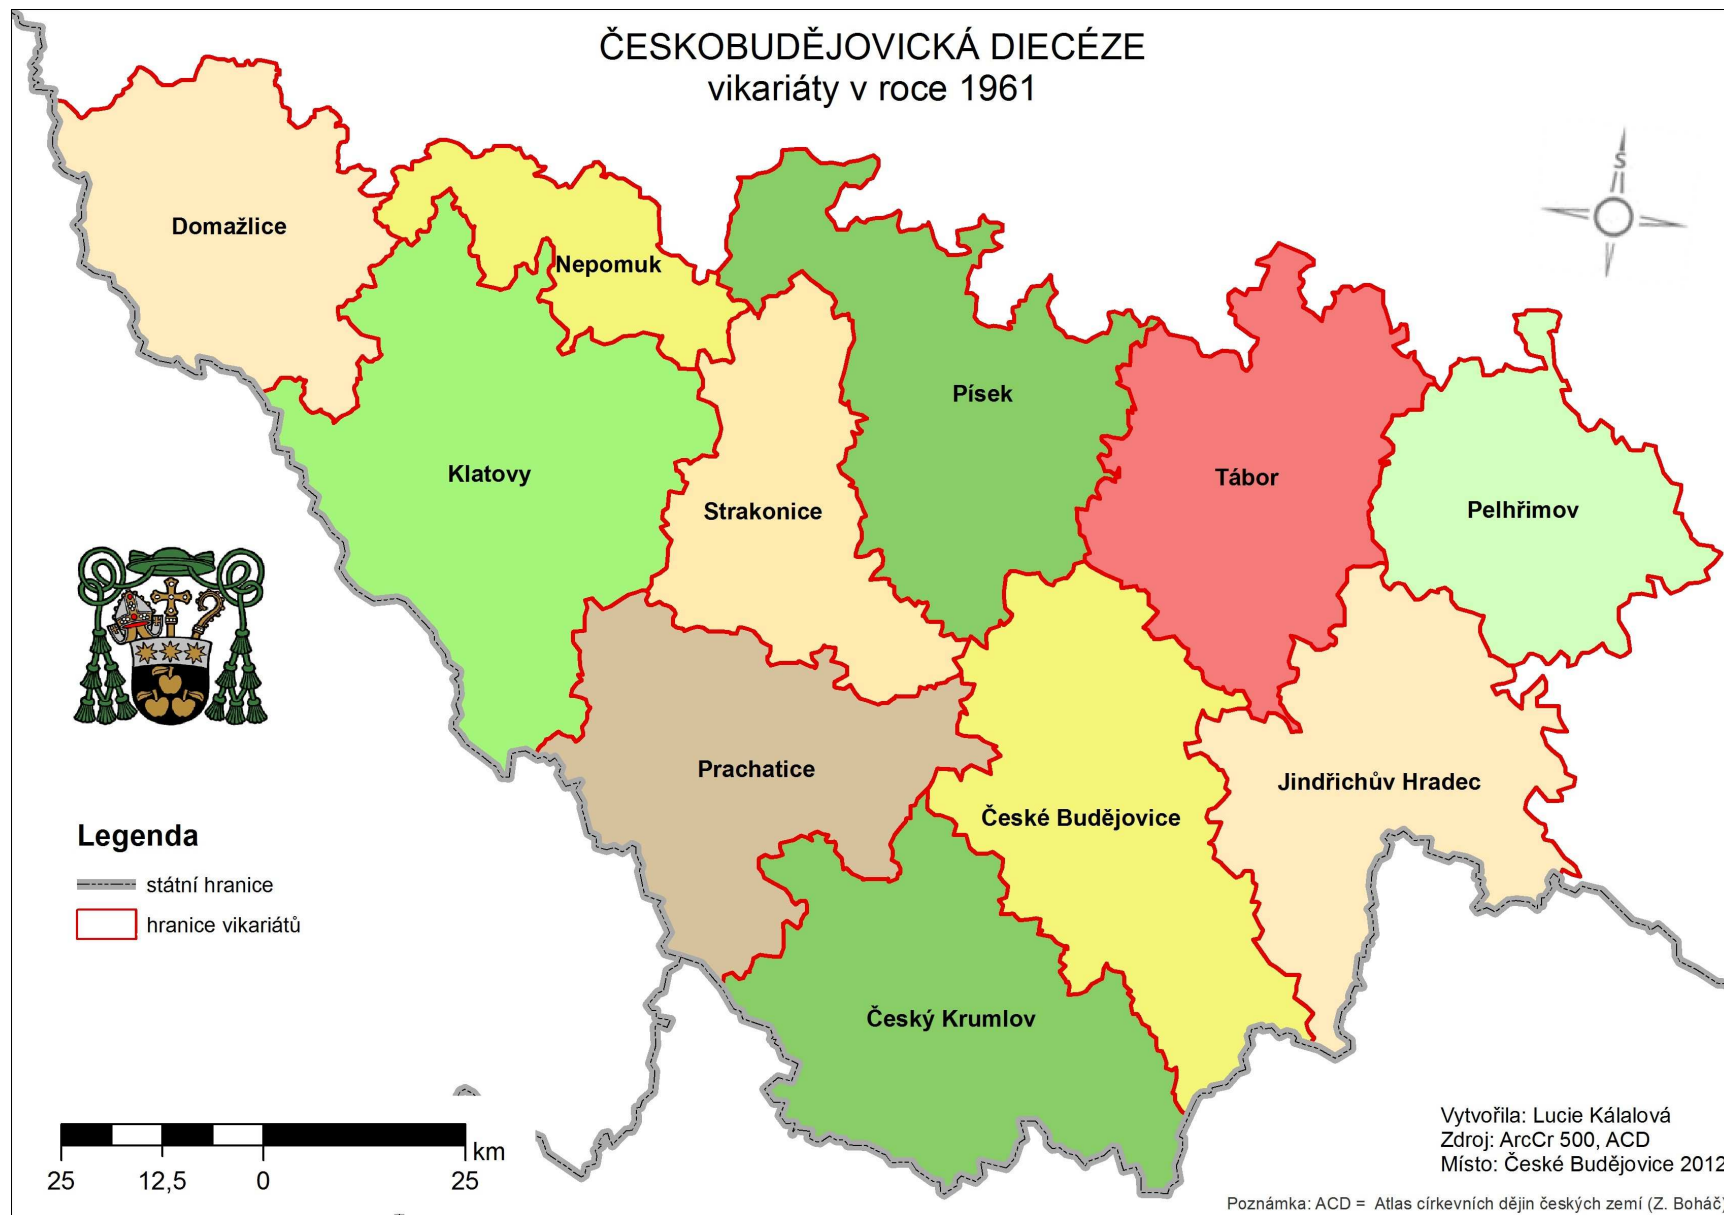 ČESKOBUDĚJOVICKÁ DIECÉZE
vikariáty v roce 1961
S
Domažlice
Nepomuk
Písek
Klatovy
Tábor
Strakonice
Pelhřimov
Prachatice
Jindřichův Hradec
České Budějovice
Český Krumlov
Legenda
státní hranice
hranice vikariátů
km
25 12,5 0 25
Vytvořila: Lucie Kálalová
Zdroj: ArcCr 500, ACD
Místo: České Budějovice 2012
Poznámka: ACD = Atlas církevních dějin českých zemí (Z. Boháč)